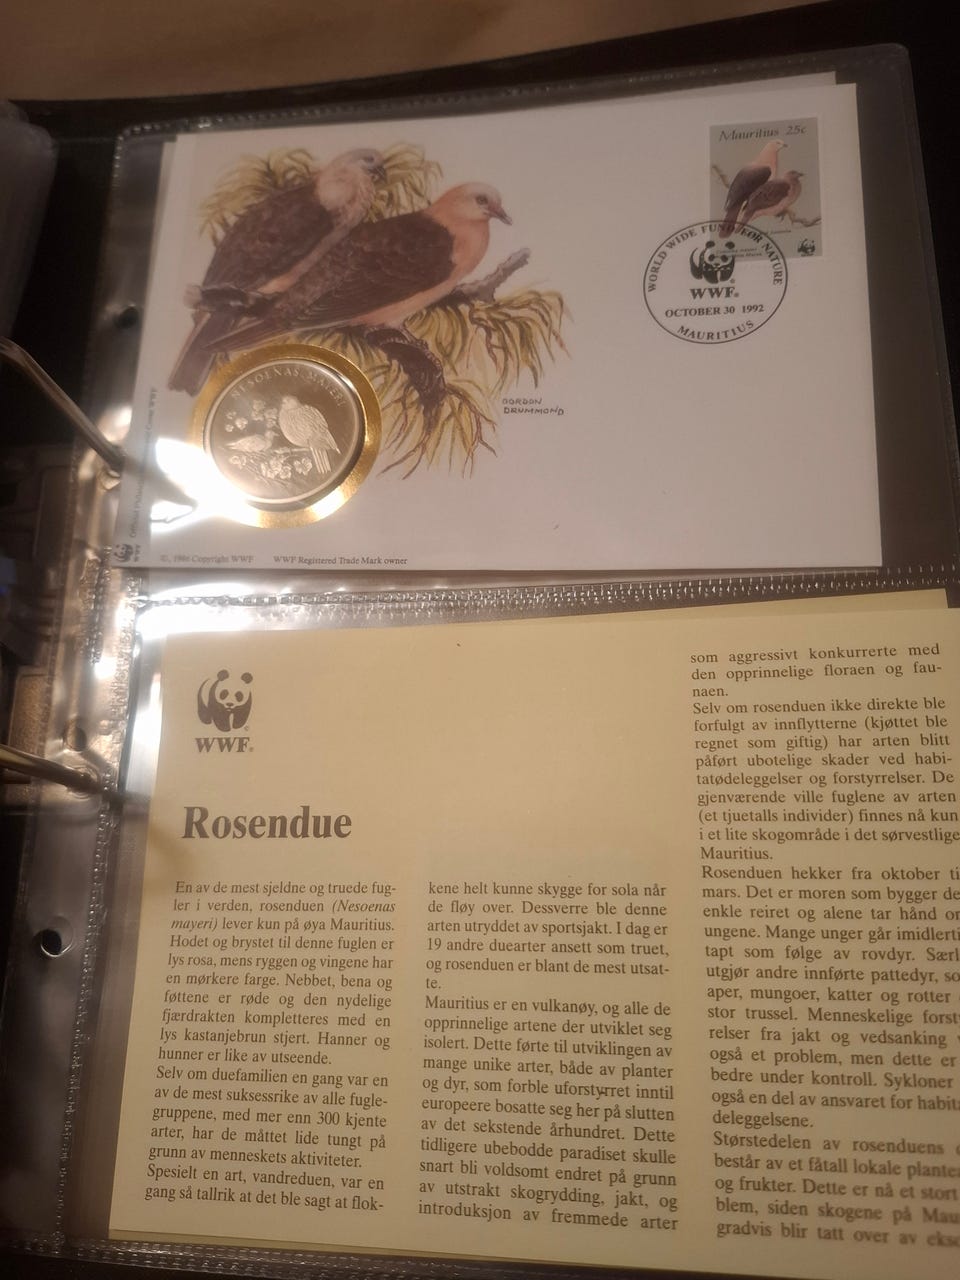 Mauritius 25c
WORLD WIDE FUND FOR NATURE
WWF®
OCTOBER 30 1992
MAURITIUS
NESOENAS MAYERI
GORDON
DRUMMOND
©, 1986 Copyright WWF WWF Registered Trade Mark owner
WWF®
Rosendue
En av de mest sjeldne og truede fug-
ler i verden, rosenduen (Nesoenas
mayeri) lever kun på øya Mauritius.
Hodet og brystet til denne fuglen er
lys rosa, mens ryggen og vingene har
en mørkere farge. Nebbet, bena og
føttene er røde og den nydelige
fjærdrakten kompletteres med en
lys kastanjebrun stjert. Hanner og
hunner er like av utseende.
Selv om duefamilien en gang var en
av de mest suksessrike av alle fugle-
gruppene, med mer enn 300 kjente
arter, har de måttet lide tungt på
grunn av menneskets aktiviteter.
Spesielt en art, vandreduen, var en
gang så tallrik at det ble sagt at flok-
kene helt kunne skygge for sola når
de fløy over. Dessverre ble denne
arten utryddet av sportsjakt. I dag er
19 andre duearter ansett som truet,
og rosenduen er blant de mest utsat-
te.
Mauritius er en vulkanøy, og alle de
opprinnelige artene der utviklet seg
isolert. Dette førte til utviklingen av
mange unike arter, både av planter
og dyr, som forble uforstyrret inntil
europeere bosatte seg her på slutten
av det sekstende århundret. Dette
tidligere ubebodde paradiset skulle
snart bli voldsomt endret på grunn
av utstrakt skogrydding, jakt, og
introduksjon av fremmede arter
som aggressivt konkurrerte med
den opprinnelige floraen og fau-
naen.
Selv om rosenduen ikke direkte ble
forfulgt av innflytterne (kjøttet ble
regnet som giftig) har arten blitt
påført ubotelige skader ved habi-
tatødeleggelser og forstyrrelser. De
gjenværende ville fuglene av arten
(et tjuetalls individer) finnes nå kun
i et lite skogområde i det sørvestlige
Mauritius.
Rosenduen hekker fra oktober ti
mars. Det er moren som bygger de
enkle reiret og alene tar hånd o
ungene. Mange unger går imidlerti
tapt som følge av rovdyr. Særl
utgjør andre innførte pattedyr, so
aper, mungoer, katter og rotter
stor trussel. Menneskelige forst
relser fra jakt og vedsanking
også et problem, men dette er
bedre under kontroll. Sykloner
også en del av ansvaret for habit
deleggelsene.
Størstedelen av rosenduens
består av et fåtall lokale plante
og frukter. Dette er nå et stort
blem, siden skogene på Mau
gradvis blir tatt over av eks